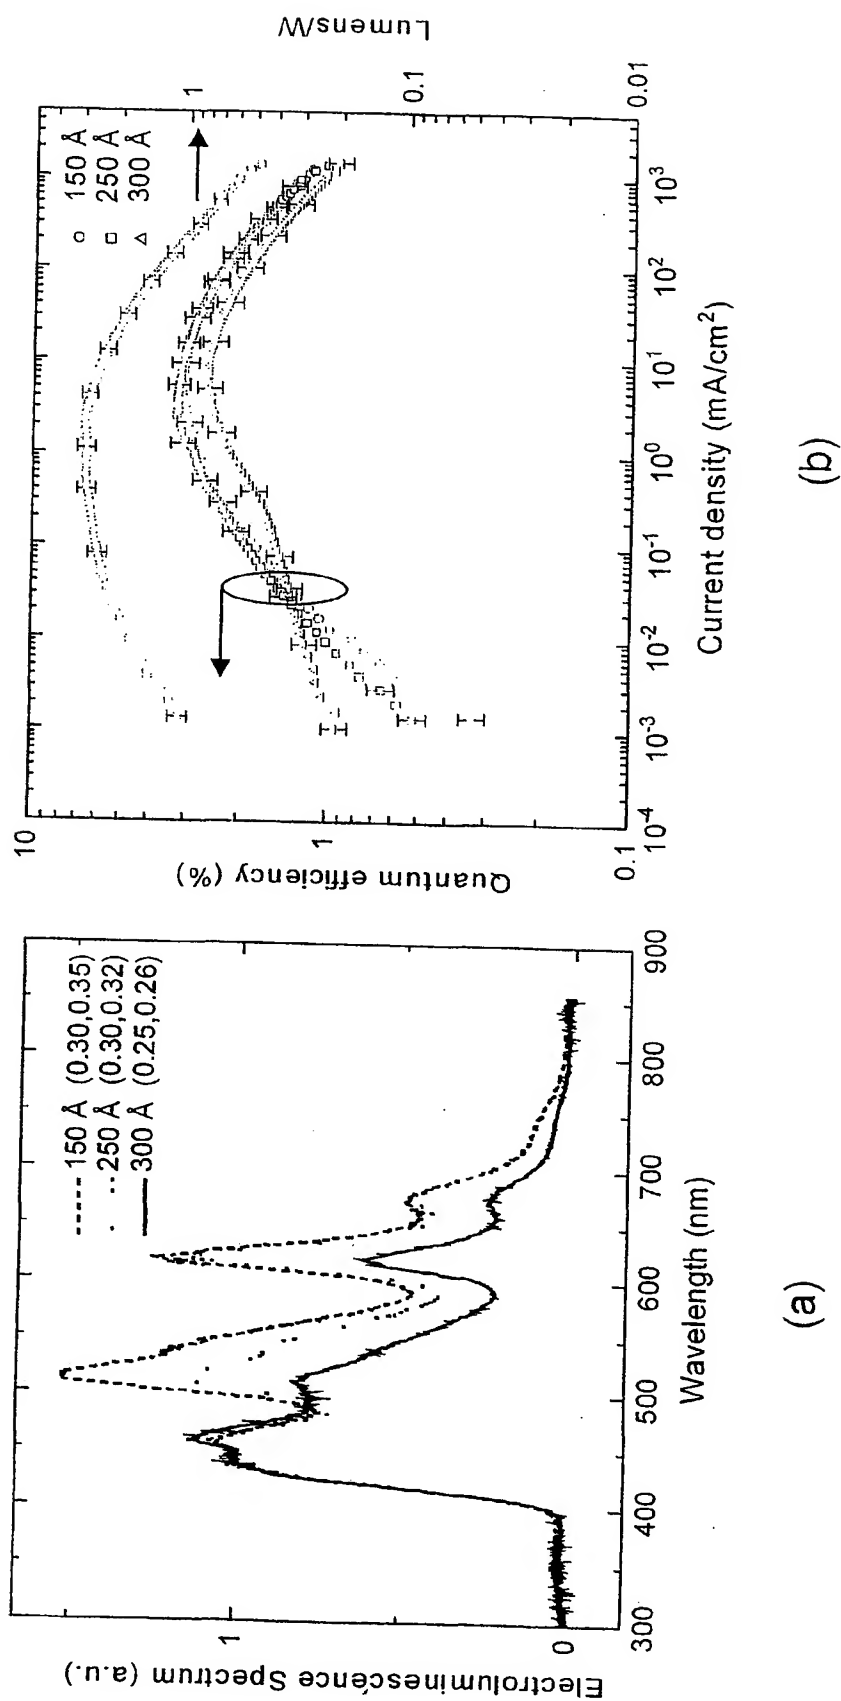 Electroluminescence Spectrum (a.u.)
1
0
150 Å (0.30,0.35)
250 Å (0.30,0.32)
300 Å (0.25,0.26)
300 400 500 600 700 800 900
Wavelength (nm)
(a)
Quantum efficiency (%)
10
1
0.1
150 Å
250 Å
300 Å
1
0.1
0.01
Lumens/W
10-4 10-3 10-2 10-1 100 101 102 103
Current density (mA/cm2)
(b)